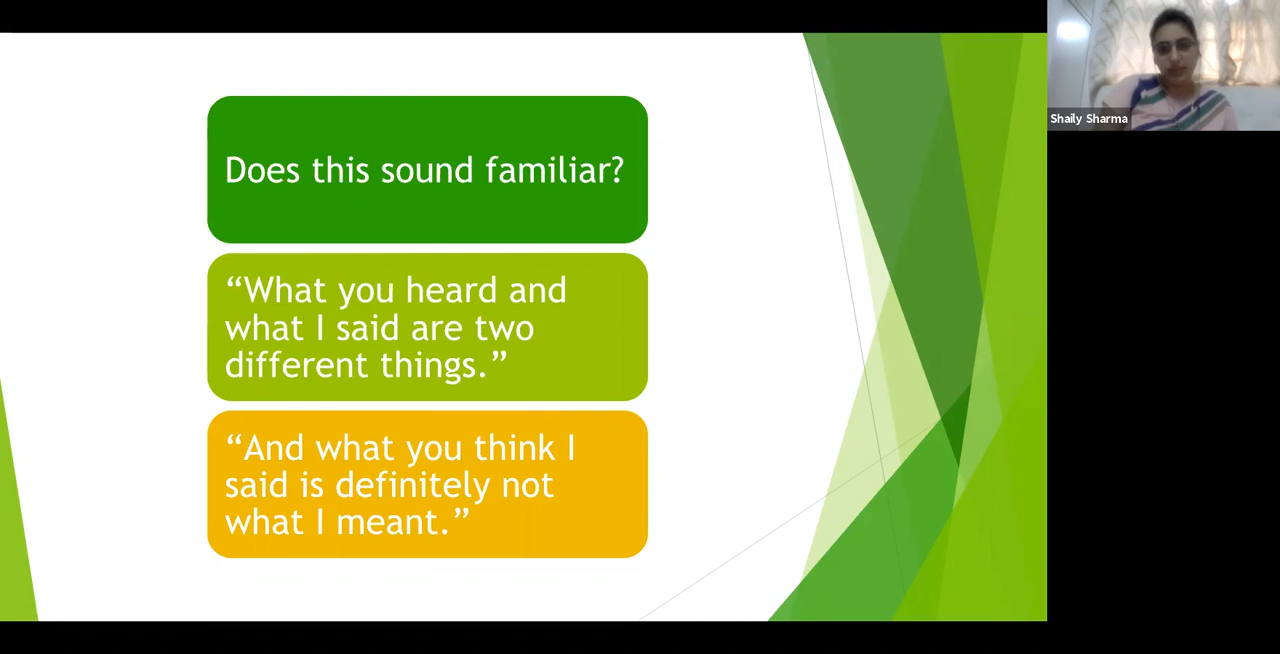 Does this sound familiar?
“What you heard and
what I said are two
different things.”
“And what you think I
said is definitely not
what I meant.”
Shaily Sharma